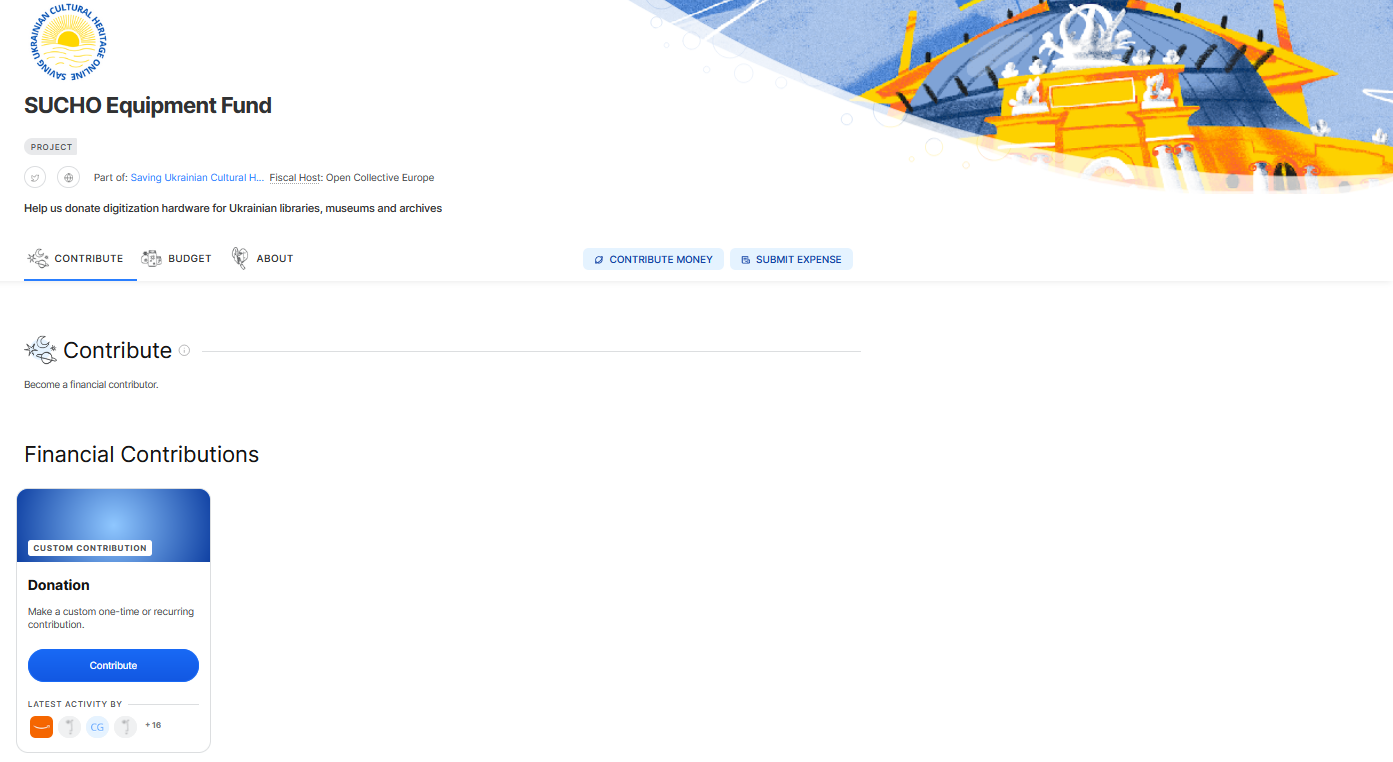 SAVING UKRAINIAN CULTURAL HERITAGE ONLINE
SUCHO Equipment Fund
PROJECT
Part of: Saving Ukrainian Cultural H... Fiscal Host: Open Collective Europe
Help us donate digitization hardware for Ukrainian libraries, museums and archives
CONTRIBUTE BUDGET ABOUT CONTRIBUTE MONEY SUBMIT EXPENSE
Contribute
Become a financial contributor.
Financial Contributions
CUSTOM CONTRIBUTION
Donation
Make a custom one-time or recurring
contribution.
Contribute
LATEST ACTIVITY BY
CG + 16